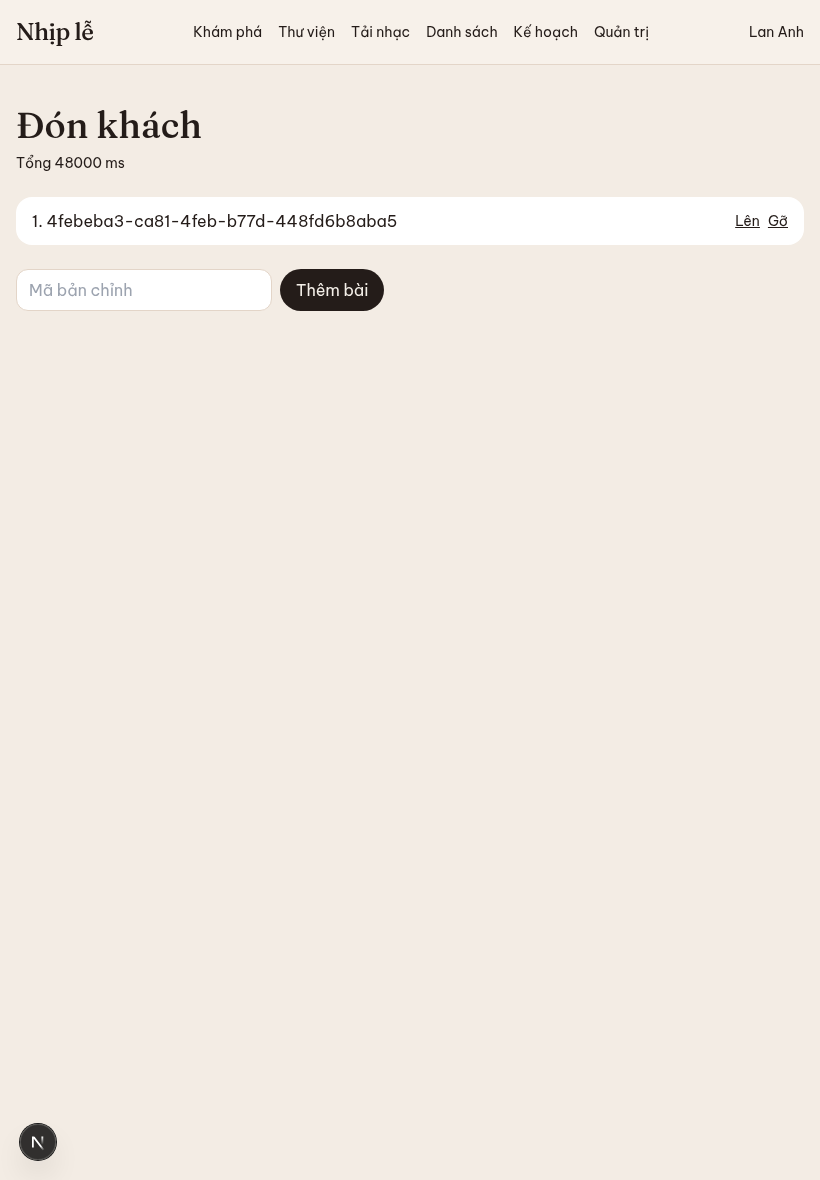 Nhịp lễ
Khám phá Thư viện Tải nhạc Danh sách Kế hoạch Quản trị
Lan Anh
Đón khách
Tổng 48000 ms
1. 4febeba3-ca81-4feb-b77d-448fd6b8aba5
Lên Gỡ
Mã bản chỉnh
Thêm bài
N